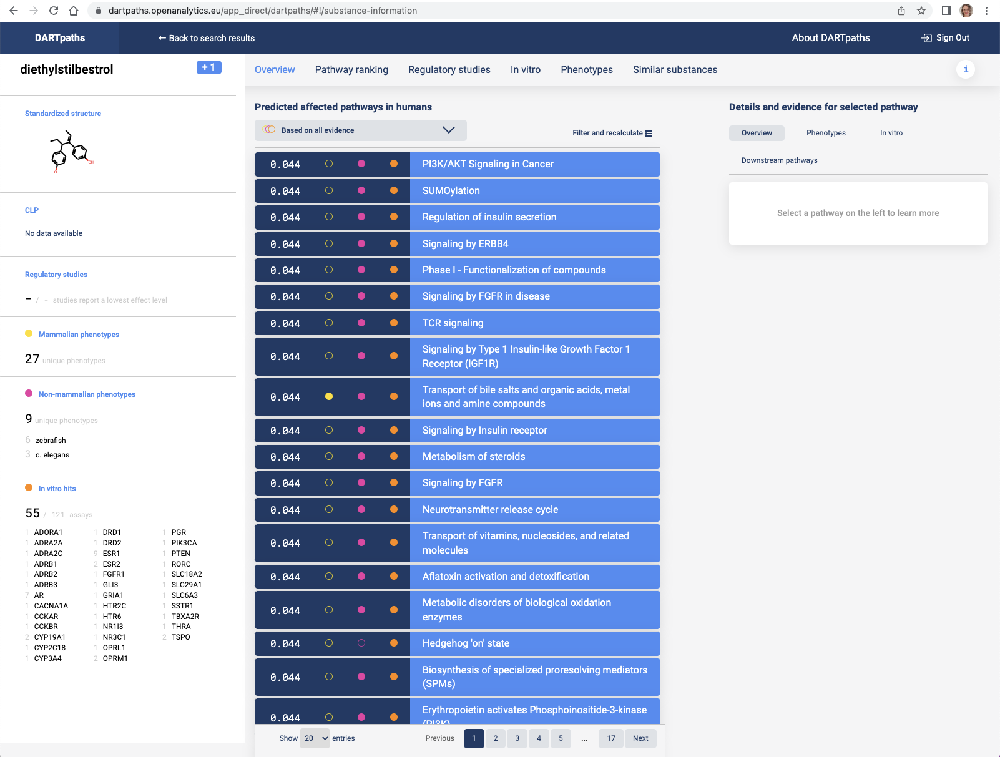 dartpaths.openanalytics.eu/app_direct/dartpaths/#!/substance-information
DARTpaths
← Back to search results
About DARTpaths
Sign Out
diethylstilbestrol
+ 1
Overview
Pathway ranking
Regulatory studies
In vitro
Phenotypes
Similar substances
i
Standardized structure
OH
OH
CLP
No data available
Regulatory studies
– / - studies report a lowest effect level
Mammalian phenotypes
27 unique phenotypes
Non-mammalian phenotypes
9 unique phenotypes
6 zebrafish
3 c. elegans
In vitro hits
55 / 121 assays
1 ADORA1
1 ADRA2A
1 ADRA2C
1 ADRB1
1 ADRB2
1 ADRB3
7 AR
1 CACNA1A
1 CCKAR
1 CCKBR
2 CYP19A1
1 CYP2C18
1 CYP3A4
1 DRD1
1 DRD2
9 ESR1
2 ESR2
1 FGFR1
1 GLI3
1 GRIA1
1 HTR2C
1 HTR6
1 NR1I3
1 NR3C1
1 OPRL1
2 OPRM1
1 PGR
1 PIK3CA
1 PTEN
1 RORC
1 SLC18A2
1 SLC29A1
1 SLC6A3
1 SSTR1
1 TBXA2R
1 THRA
2 TSPO
Predicted affected pathways in humans
Based on all evidence
Filter and recalculate
0.044 PI3K/AKT Signaling in Cancer
0.044 SUMOylation
0.044 Regulation of insulin secretion
0.044 Signaling by ERBB4
0.044 Phase I - Functionalization of compounds
0.044 Signaling by FGFR in disease
0.044 TCR signaling
0.044 Signaling by Type 1 Insulin-like Growth Factor 1
Receptor (IGF1R)
0.044 Transport of bile salts and organic acids, metal
ions and amine compounds
0.044 Signaling by Insulin receptor
0.044 Metabolism of steroids
0.044 Signaling by FGFR
0.044 Neurotransmitter release cycle
0.044 Transport of vitamins, nucleosides, and related
molecules
0.044 Aflatoxin activation and detoxification
0.044 Metabolic disorders of biological oxidation
enzymes
0.044 Hedgehog 'on' state
0.044 Biosynthesis of specialized proresolving mediators
(SPMs)
0.044 Erythropoietin activates Phosphoinositide-3-kinase
(PI3K)
Show 20 entries
Previous 1 2 3 4 5 ... 17 Next
Details and evidence for selected pathway
Overview
Phenotypes
In vitro
Downstream pathways
Select a pathway on the left to learn more